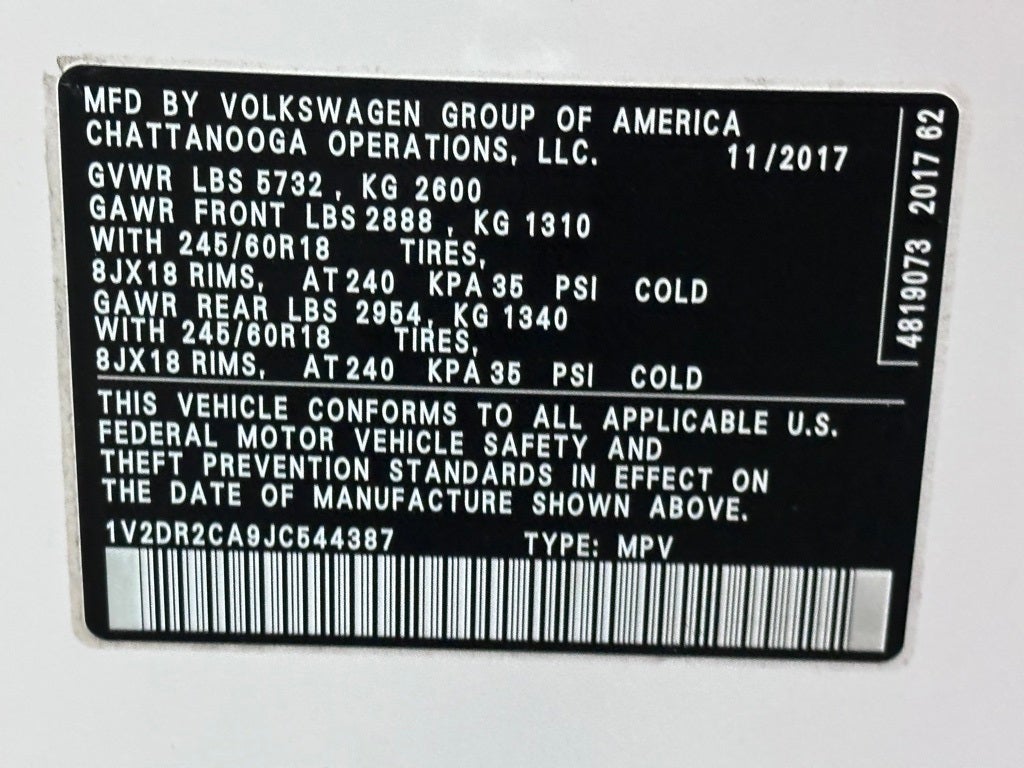 MFD BY VOLKSWAGEN GROUP OF AMERICA
CHATTANOOGA OPERATIONS, LLC. 11/2017
GVWR LBS 5732 , KG 2600
GAWR FRONT LBS 2888 , KG 1310
WITH 245/60R18 TIRES,
8JX18 RIMS, AT 240 KPA 35 PSI COLD
GAWR REAR LBS 2954, KG 1340
WITH 245/60R18 TIRES,
8JX18 RIMS, AT 240 KPA 35 PSI COLD
THIS VEHICLE CONFORMS TO ALL APPLICABLE U.S.
FEDERAL MOTOR VEHICLE SAFETY AND
THEFT PREVENTION STANDARDS IN EFFECT ON
THE DATE OF MANUFACTURE SHOWN ABOVE.
1V2DR2CA9JC544387 TYPE: MPV
4819073 2017 62